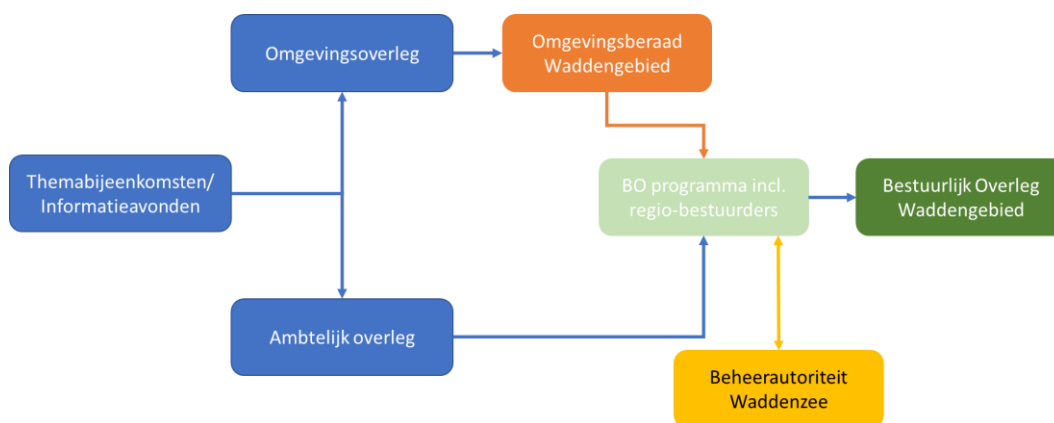 Omgevingsoverleg
Omgevingsberaad
Waddengebied
Themabijeenkomsten/
Informatieavonden
BO programma incl.
regio-bestuurders
Bestuurlijk Overleg
Waddengebied
Ambtelijk overleg
Beheerautoriteit
Waddenzee